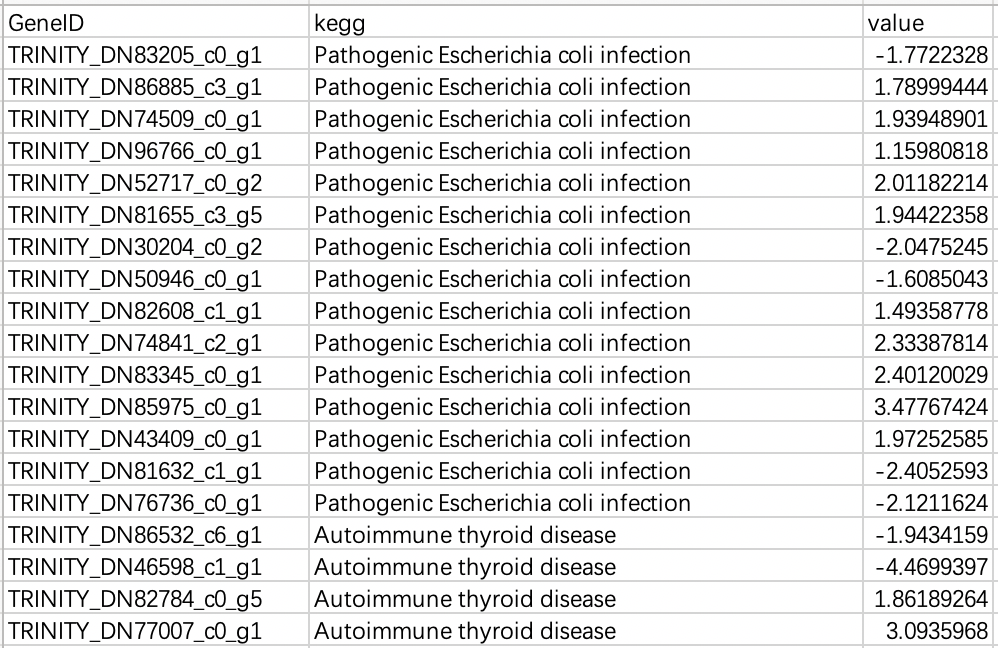 GeneID kegg value
TRINITY_DN83205_c0_g1 Pathogenic Escherichia coli infection -1.7722328
TRINITY_DN86885_c3_g1 Pathogenic Escherichia coli infection 1.78999444
TRINITY_DN74509_c0_g1 Pathogenic Escherichia coli infection 1.93948901
TRINITY_DN96766_c0_g1 Pathogenic Escherichia coli infection 1.15980818
TRINITY_DN52717_c0_g2 Pathogenic Escherichia coli infection 2.01182214
TRINITY_DN81655_c3_g5 Pathogenic Escherichia coli infection 1.94422358
TRINITY_DN30204_c0_g2 Pathogenic Escherichia coli infection -2.0475245
TRINITY_DN50946_c0_g1 Pathogenic Escherichia coli infection -1.6085043
TRINITY_DN82608_c1_g1 Pathogenic Escherichia coli infection 1.49358778
TRINITY_DN74841_c2_g1 Pathogenic Escherichia coli infection 2.33387814
TRINITY_DN83345_c0_g1 Pathogenic Escherichia coli infection 2.40120029
TRINITY_DN85975_c0_g1 Pathogenic Escherichia coli infection 3.47767424
TRINITY_DN43409_c0_g1 Pathogenic Escherichia coli infection 1.97252585
TRINITY_DN81632_c1_g1 Pathogenic Escherichia coli infection -2.4052593
TRINITY_DN76736_c0_g1 Pathogenic Escherichia coli infection -2.1211624
TRINITY_DN86532_c6_g1 Autoimmune thyroid disease -1.9434159
TRINITY_DN46598_c1_g1 Autoimmune thyroid disease -4.4699397
TRINITY_DN82784_c0_g5 Autoimmune thyroid disease 1.86189264
TRINITY_DN77007_c0_g1 Autoimmune thyroid disease 3.0935968